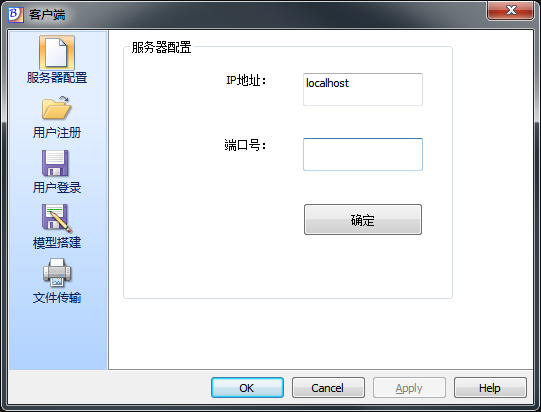 客户端
服务器配置
用户注册
用户登录
模型搭建
文件传输
服务器配置
IP地址：
localhost
端口号：
确定
OK
Cancel
Apply
Help